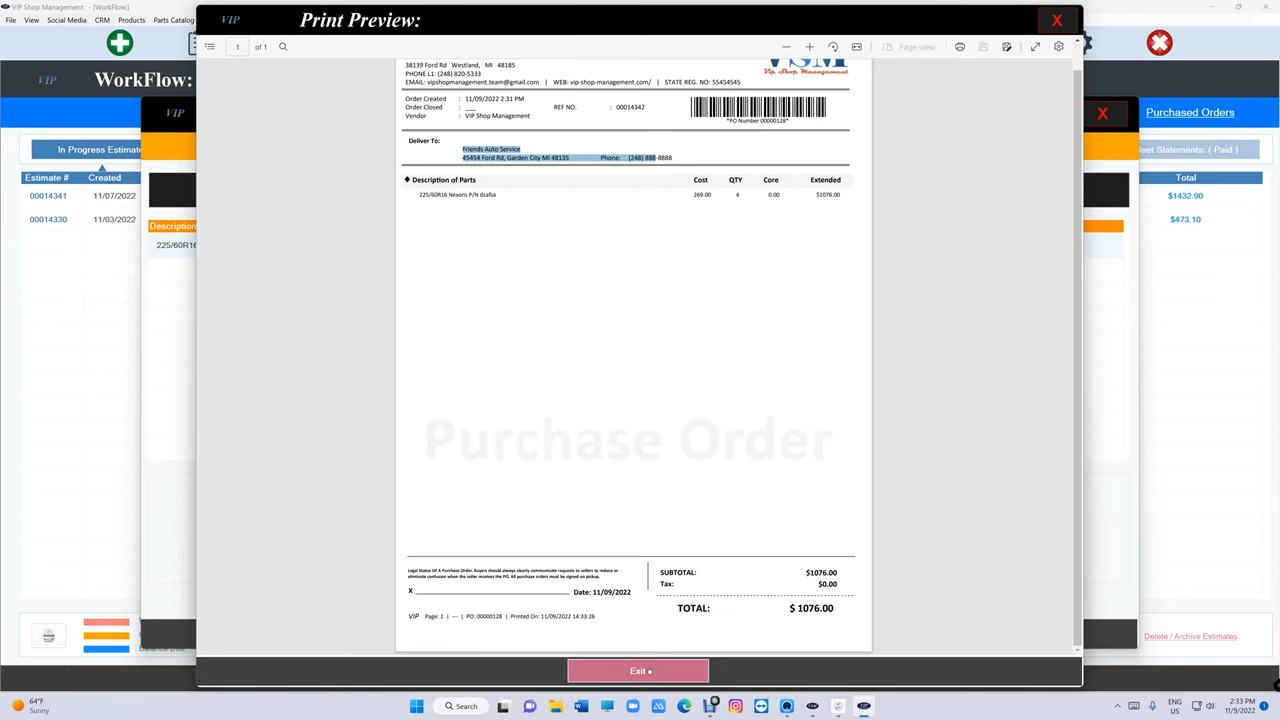 VIP Shop Management: - [WorkFlow:]
File View Social Media CRM Products Parts Catalog
VIP Print Preview: X
1 of 1 Page view
VIP WorkFlow:
VIP X Purchased Orders
38139 Ford Rd Westland, MI 48185
PHONE L1: (248) 820-5333
VSM
Vip Shop Management
EMAIL: vipshopmanagement.team@gmail.com | WEB: vip-shop-management.com/ | STATE REG. NO: 55454545
Order Created : 11/09/2022 2:31 PM
Order Closed : ___ REF NO. : 00014342
Vendor : VIP Shop Management
*PO Number 00000128*
Deliver To:
Friends Auto Service
45454 Ford Rd, Garden City MI 48135 Phone: (248) 888-8888
In Progress Estimate
leet Statements: ( Paid )
Estimate # Created Total
00014341 11/07/2022 $1432.90
00014330 11/03/2022 $473.10
Description
225/60R16
Description of Parts Cost QTY Core Extended
225/60R16 Nexons P/N dsafsa 269.00 4 0.00 $1076.00
Purchase Order
Legal Status Of A Purchase Order. Buyers should always clearly communicate requests to sellers to reduce or
eliminate confusion when the seller receives the PO. All purchase orders must be signed on pickup.
X Date: 11/09/2022
SUBTOTAL: $1076.00
Tax: $0.00
TOTAL: $ 1076.00
VIP Page: 1 | --- | PO: 00000128 | Printed On: 11/09/2022 14:33:26
Balance Due:
Delete / Archive Estimates
Exit
64°F
Sunny
Search
ENG
US
2:33 PM
11/9/2022